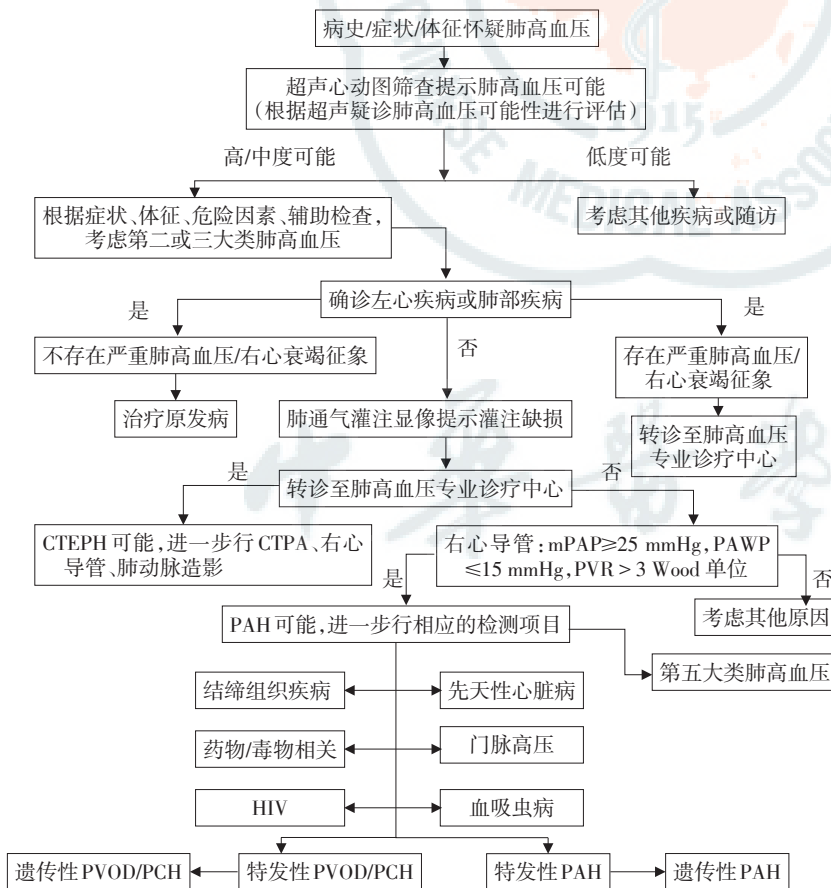 病史/症状/体征怀疑肺高血压
超声心动图筛查提示肺高血压可能
(根据超声疑诊肺高血压可能性进行评估)
高/中度可能
低度可能
根据症状、体征、危险因素、辅助检查,
考虑第二或三大类肺高血压
考虑其他疾病或随访
确诊左心疾病或肺部疾病
是
是
否
不存在严重肺高血压/右心衰竭征象
存在严重肺高血压/
右心衰竭征象
治疗原发病
肺通气灌注显像提示灌注缺损
转诊至肺高血压
专业诊疗中心
是
否
转诊至肺高血压专业诊疗中心
CTEPH可能,进一步行CTPA、右心
导管、肺动脉造影
右心导管:mPAP≥25 mmHg,PAWP
≤15 mmHg,PVR>3 Wood 单位
是
否
考虑其他原因
PAH可能,进一步行相应的检测项目
第五大类肺高血压
结缔组织疾病
先天性心脏病
药物/毒物相关
门脉高压
HIV
血吸虫病
遗传性PVOD/PCH
特发性PVOD/PCH
特发性PAH
遗传性PAH
CHINESE MEDICAL ASSOC
1915
中华医学